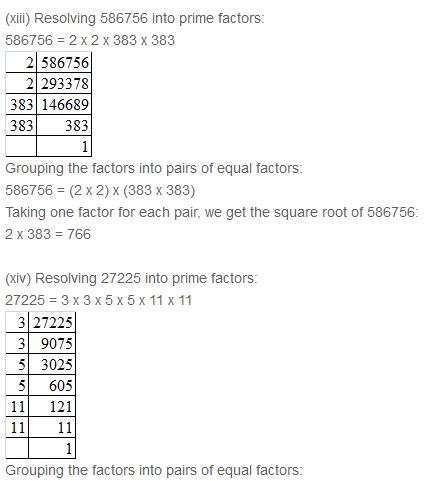 (xiii) Resolving 586756 into prime factors:
586756 = 2 x 2 x 383 x 383
2 586756
2 293378
383 146689
383 383
1
Grouping the factors into pairs of equal factors:
586756 = (2 x 2) x (383 x 383)
Taking one factor for each pair, we get the square root of 586756:
2 x 383 = 766
(xiv) Resolving 27225 into prime factors:
27225 = 3 x 3 x 5 x 5 x 11 x 11
3 27225
3 9075
5 3025
5 605
11 121
11 11
1
Grouping the factors into pairs of equal factors: